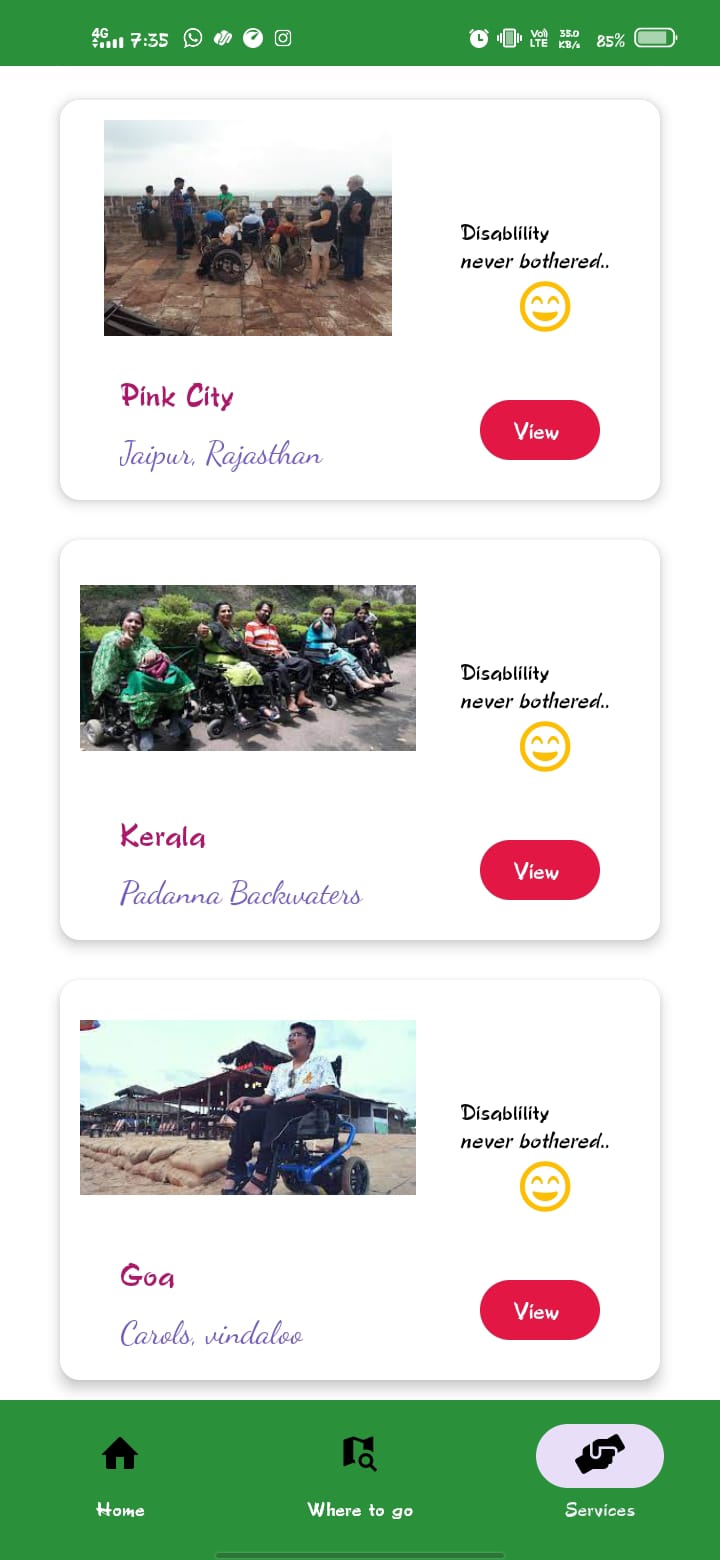 4G 7:35 Vo)) LTE 35.0 KB/s 85%
Disablility
never bothered..
Pink City
Jaipur, Rajasthan
View
Disablility
never bothered..
Kerala
Padanna Backwaters
View
Disablility
never bothered..
Goa
Carols, vindaloo
View
Home Where to go Services